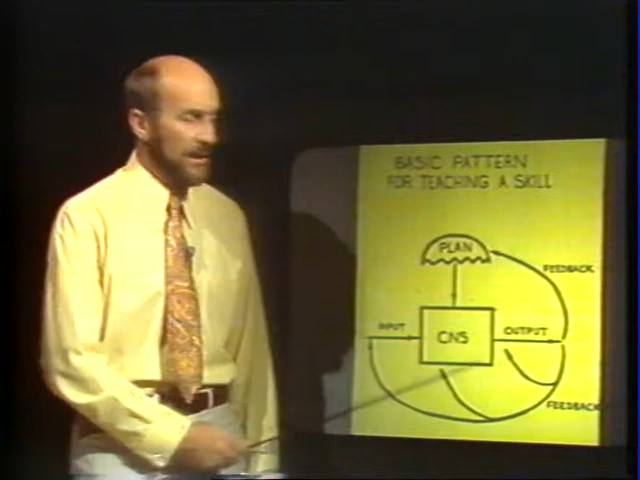 BASIC PATTERN
FOR TEACHING A SKILL
PLAN
FEEDBACK
INPUT
CNS
OUTPUT
FEEDBACK